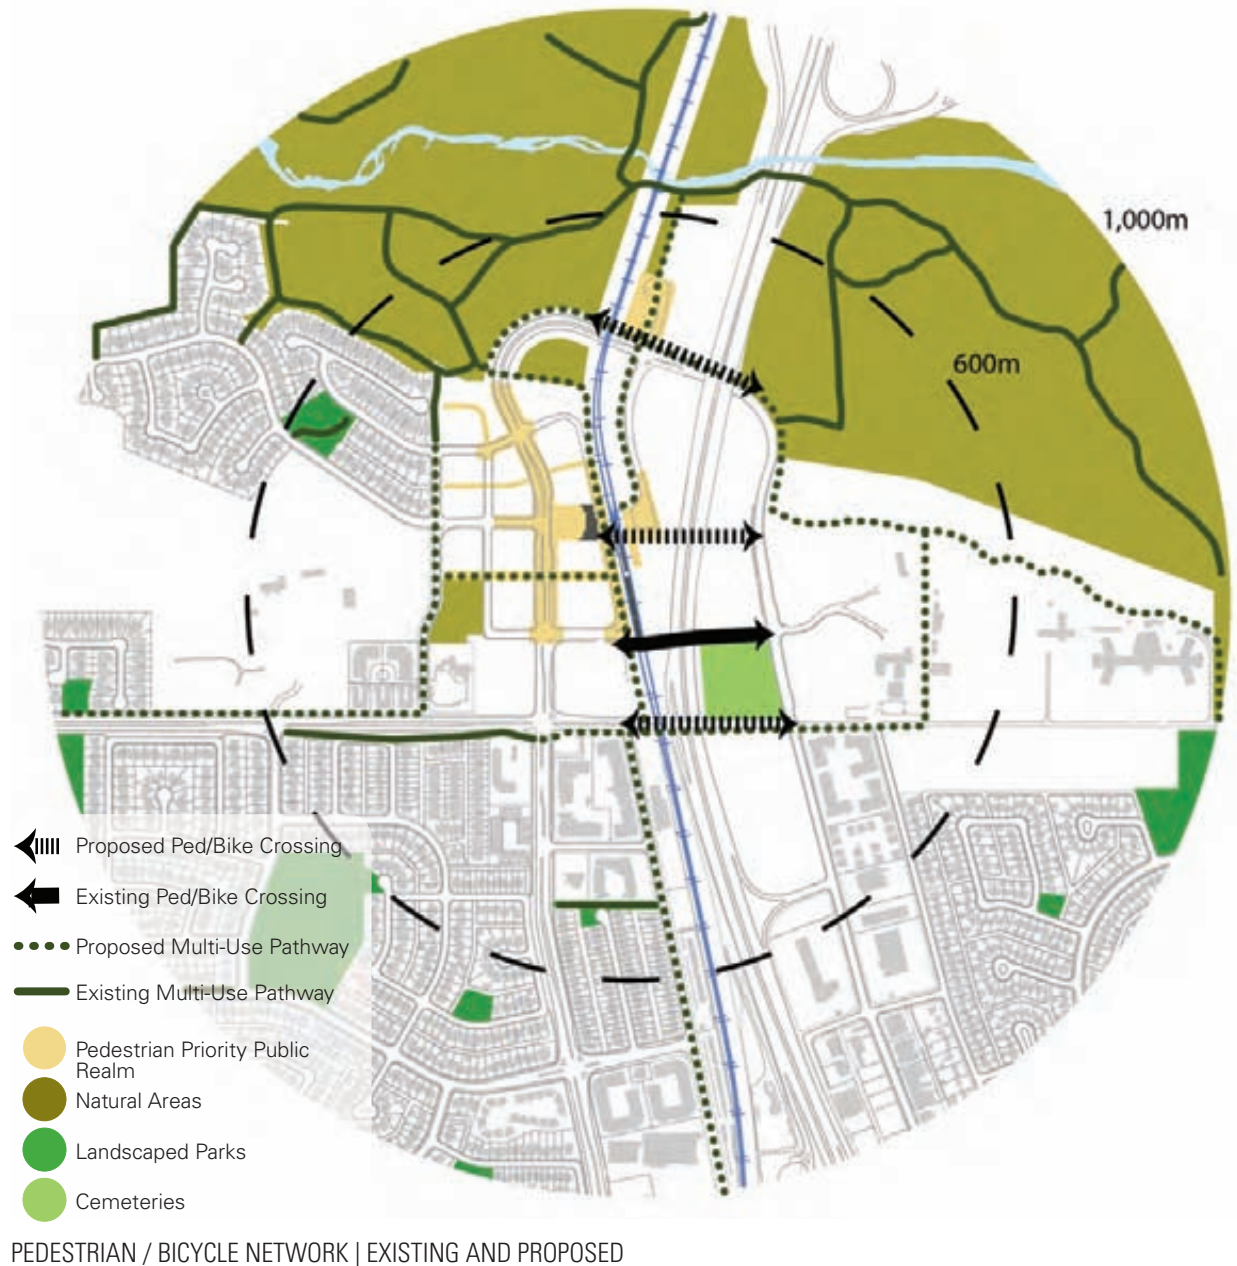 1,000m
600m
Proposed Ped/Bike Crossing
Existing Ped/Bike Crossing
Proposed Multi-Use Pathway
Existing Multi-Use Pathway
Pedestrian Priority Public
Realm
Natural Areas
Landscaped Parks
Cemeteries
PEDESTRIAN / BICYCLE NETWORK | EXISTING AND PROPOSED